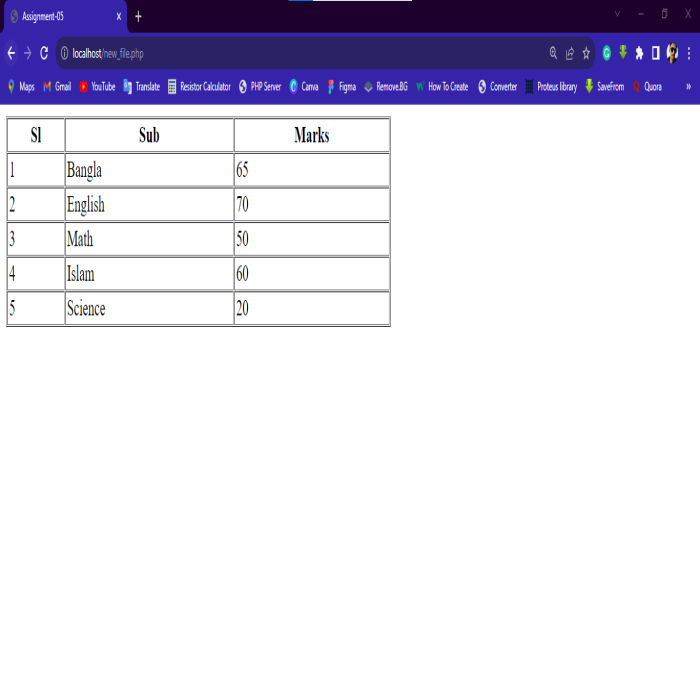 Assignment-05
localhost/new_file.php
Maps Gmail YouTube Translate Resistor Calculator PHP Server Canva Figma Remove.BG How To Create Converter Proteus library SaveFrom Quora »
Sl Sub Marks
1 Bangla 65
2 English 70
3 Math 50
4 Islam 60
5 Science 20